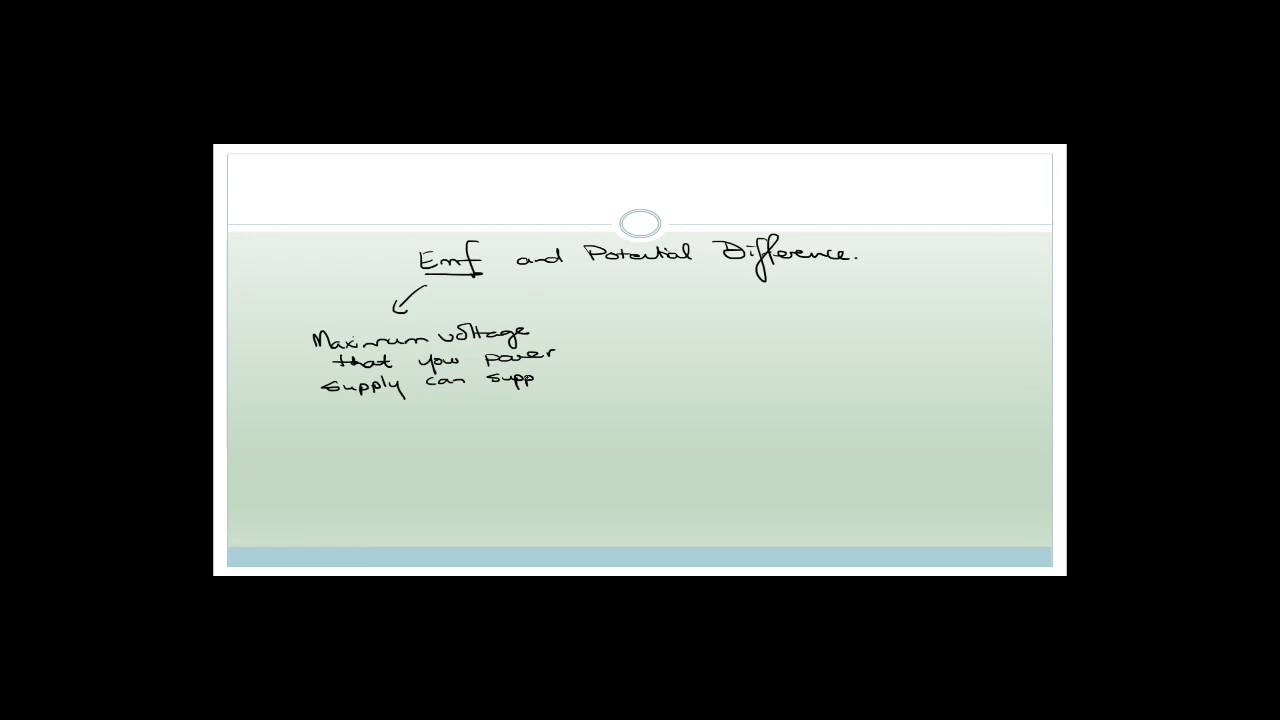 Emf and Potential Difference.
Maximum voltage
that your power
supply can supp